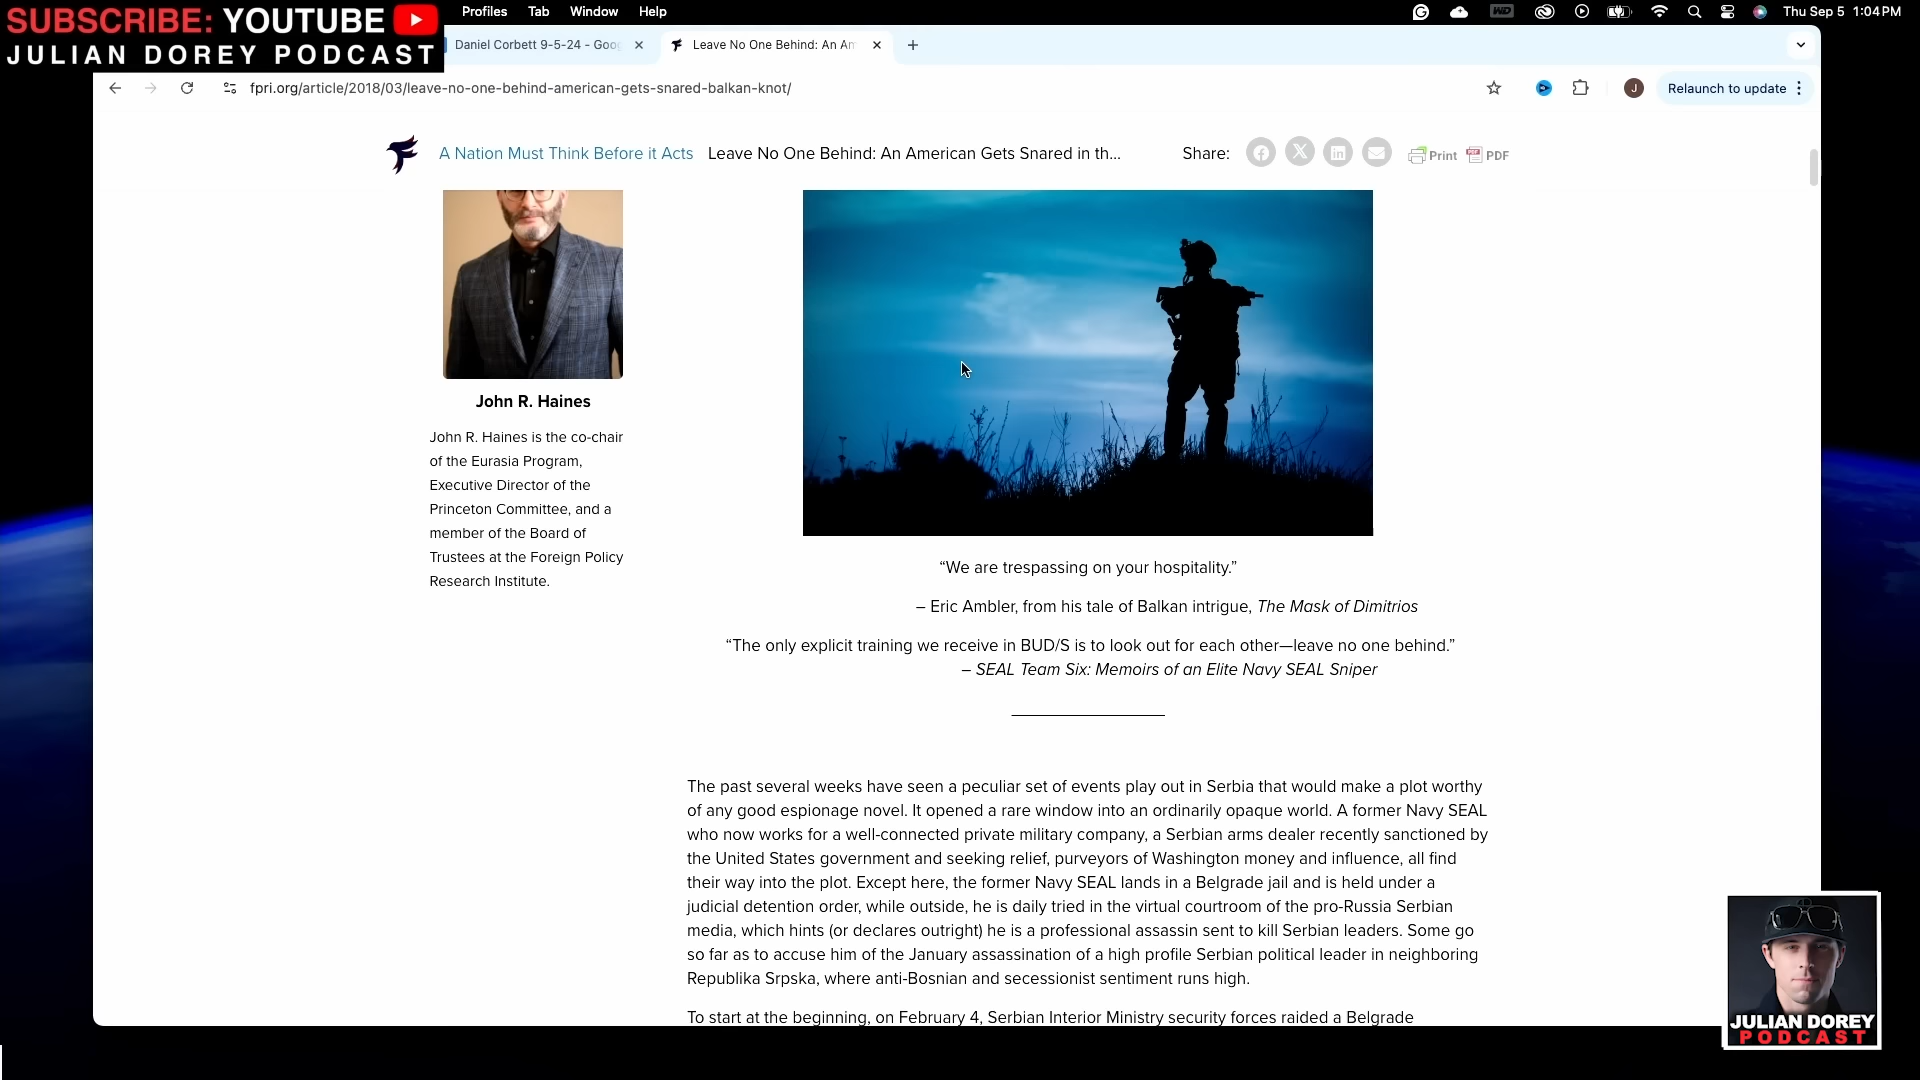 SUBSCRIBE: YOUTUBE
JULIAN DOREY PODCAST
Profiles Tab Window Help
Thu Sep 5 1:04 PM
Daniel Corbett 9-5-24 - Goog
Leave No One Behind: An Am
fpri.org/article/2018/03/leave-no-one-behind-american-gets-snared-balkan-knot/
J
Relaunch to update
A Nation Must Think Before it Acts
Leave No One Behind: An American Gets Snared in th...
Share:
Print
PDF
John R. Haines
John R. Haines is the co-chair
of the Eurasia Program,
Executive Director of the
Princeton Committee, and a
member of the Board of
Trustees at the Foreign Policy
Research Institute.
“We are trespassing on your hospitality.”
– Eric Ambler, from his tale of Balkan intrigue, The Mask of Dimitrios
“The only explicit training we receive in BUD/S is to look out for each other—leave no one behind.”
– SEAL Team Six: Memoirs of an Elite Navy SEAL Sniper
The past several weeks have seen a peculiar set of events play out in Serbia that would make a plot worthy
of any good espionage novel. It opened a rare window into an ordinarily opaque world. A former Navy SEAL
who now works for a well-connected private military company, a Serbian arms dealer recently sanctioned by
the United States government and seeking relief, purveyors of Washington money and influence, all find
their way into the plot. Except here, the former Navy SEAL lands in a Belgrade jail and is held under a
judicial detention order, while outside, he is daily tried in the virtual courtroom of the pro-Russia Serbian
media, which hints (or declares outright) he is a professional assassin sent to kill Serbian leaders. Some go
so far as to accuse him of the January assassination of a high profile Serbian political leader in neighboring
Republika Srpska, where anti-Bosnian and secessionist sentiment runs high.
To start at the beginning, on February 4, Serbian Interior Ministry security forces raided a Belgrade
JULIAN DOREY
PODCAST